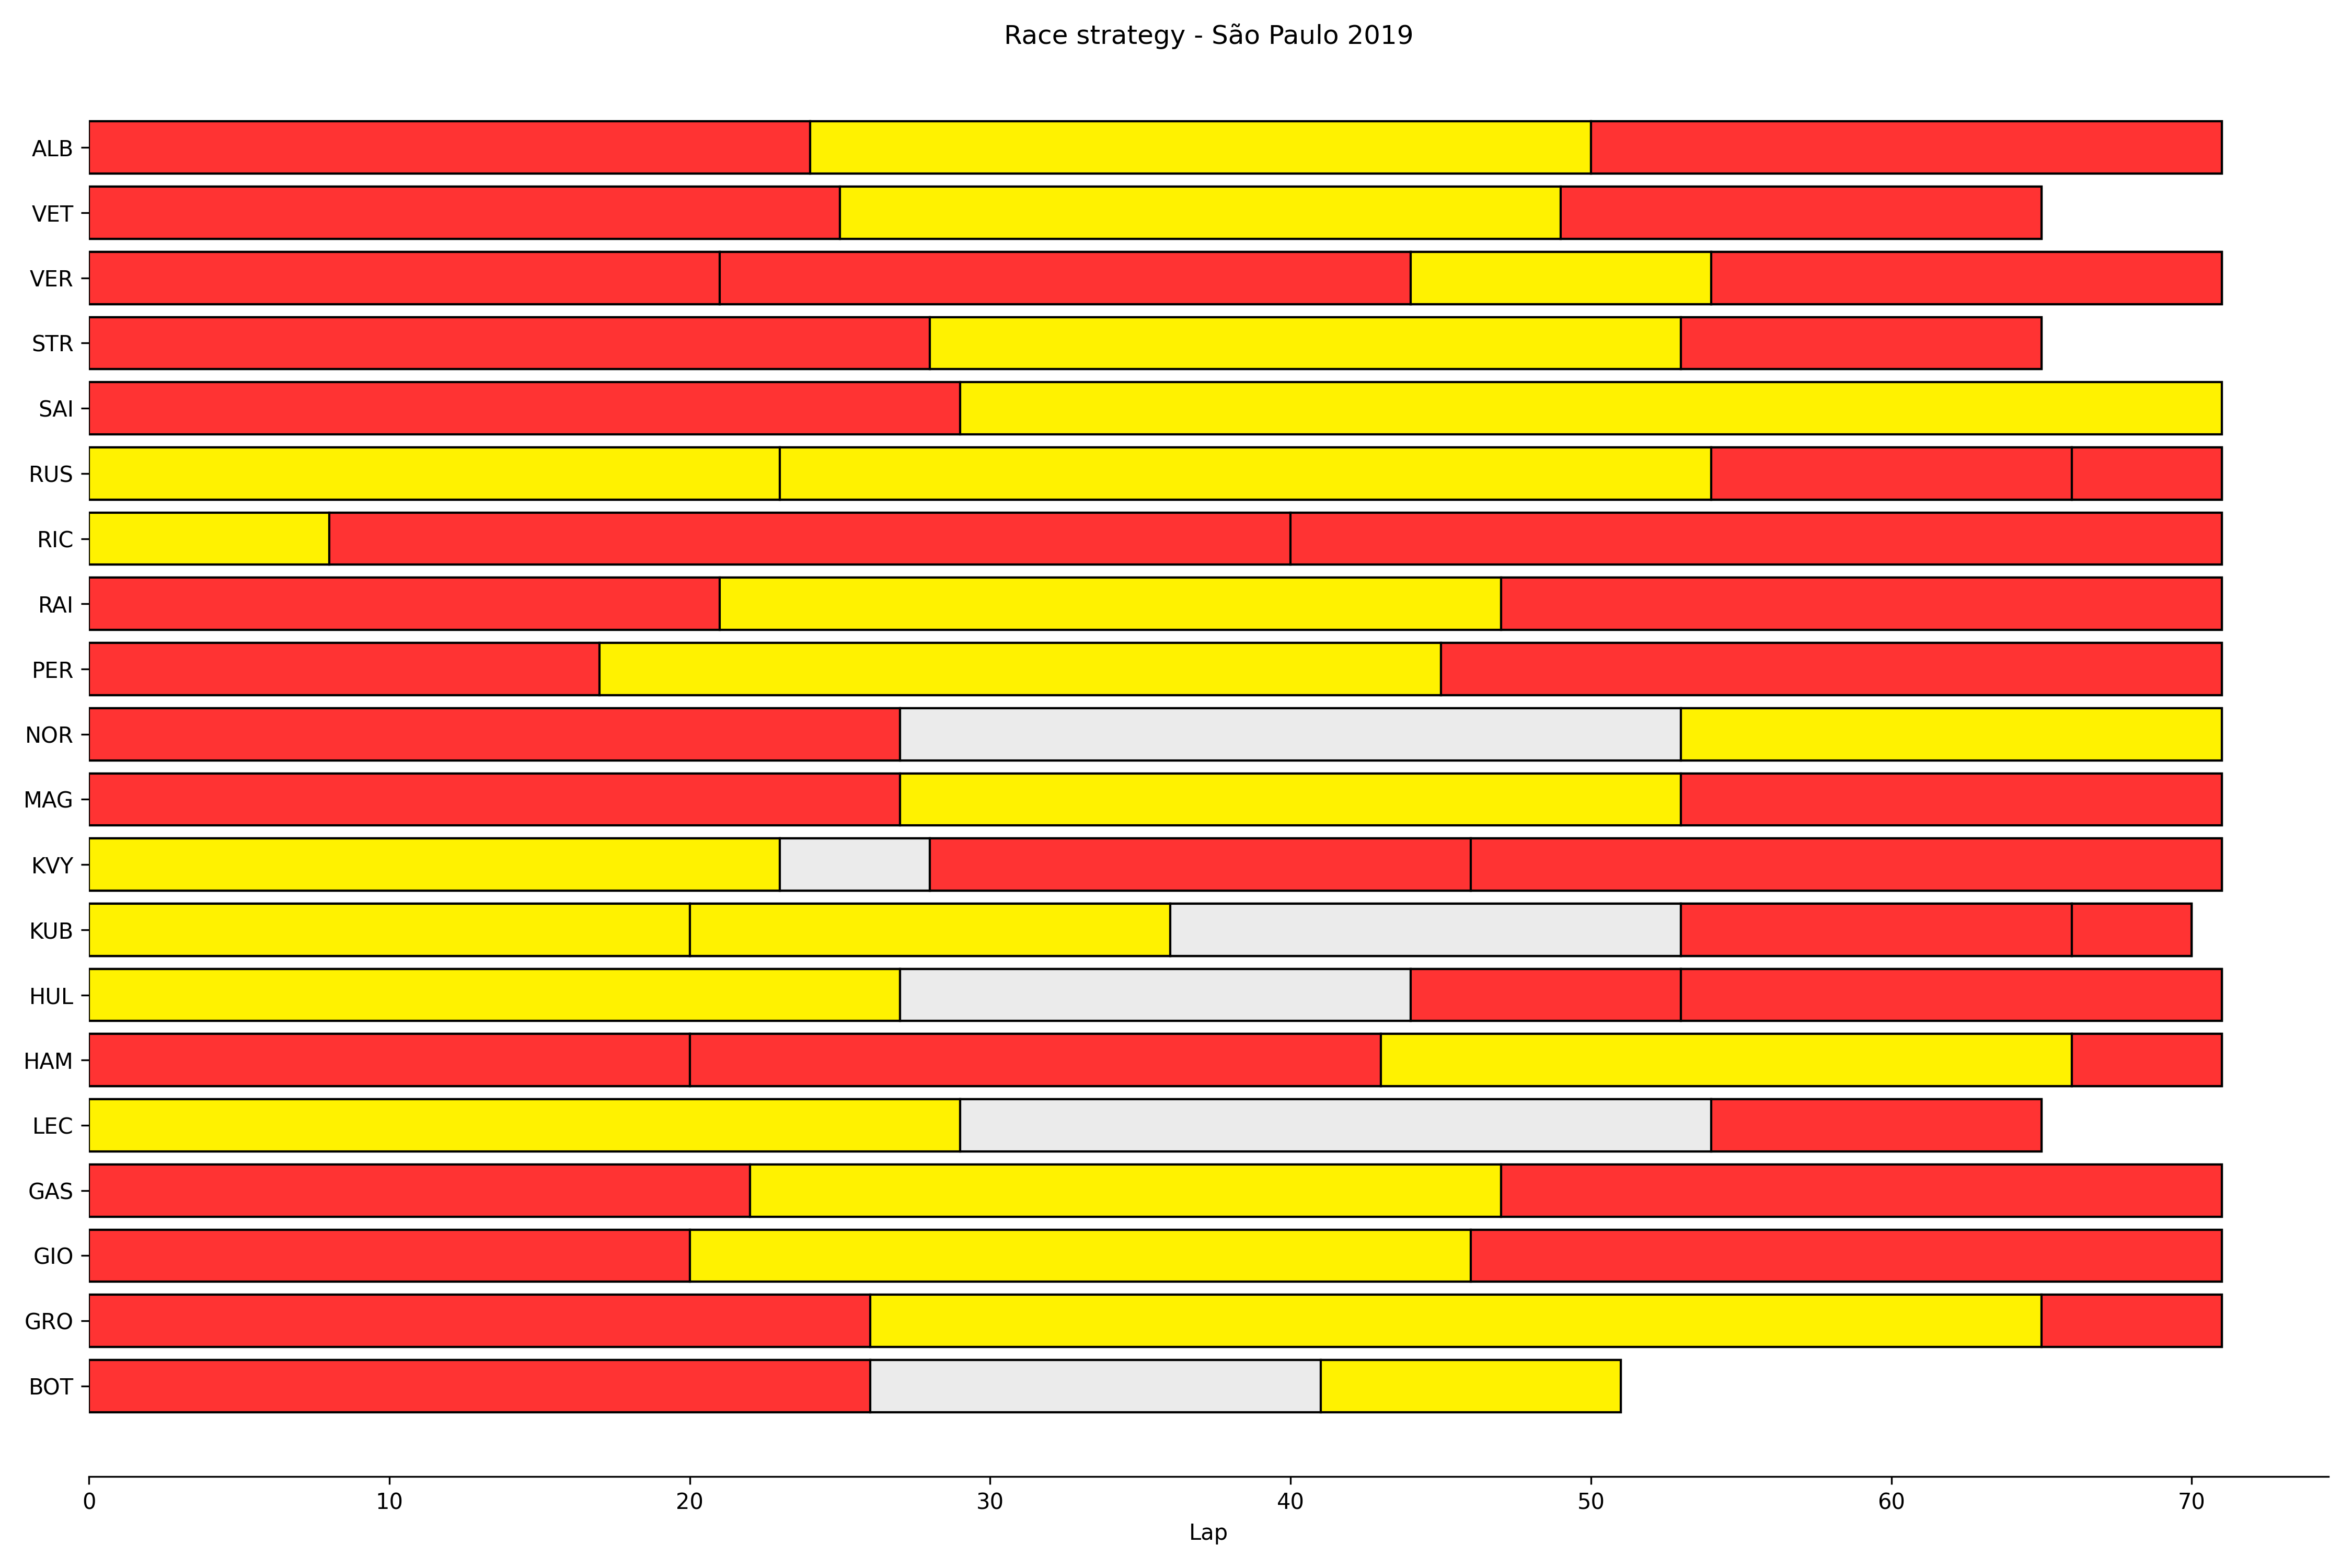 Race strategy - São Paulo 2019
ALB
VET
VER
STR
SAI
RUS
RIC
RAI
PER
NOR
MAG
KVY
KUB
HUL
HAM
LEC
GAS
GIO
GRO
BOT
0 10 20 30 40 50 60 70
Lap